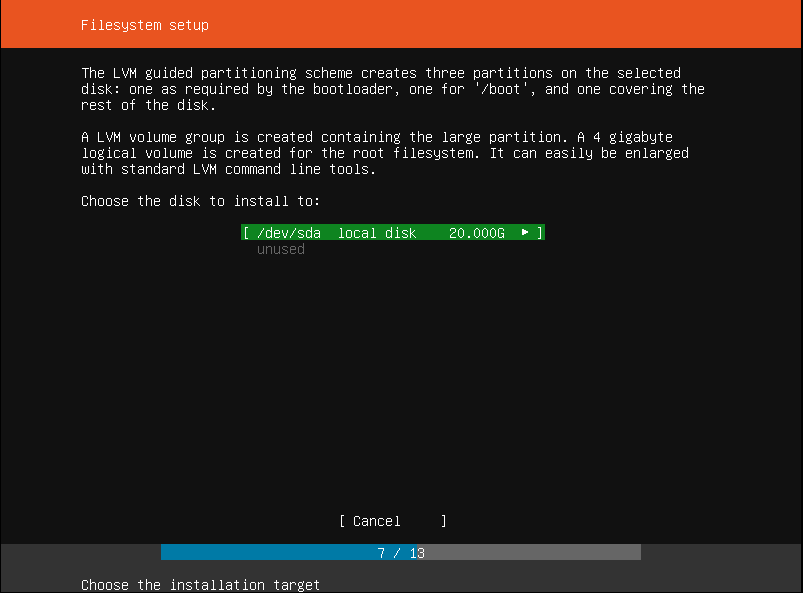 Filesystem setup
The LVM guided partitioning scheme creates three partitions on the selected
disk: one as required by the bootloader, one for '/boot', and one covering the
rest of the disk.
A LVM volume group is created containing the large partition. A 4 gigabyte
logical volume is created for the root filesystem. It can easily be enlarged
with standard LVM command line tools.
Choose the disk to install to:
[ /dev/sda local disk 20.000G ► ]
unused
[ Cancel ]
7 / 13
Choose the installation target